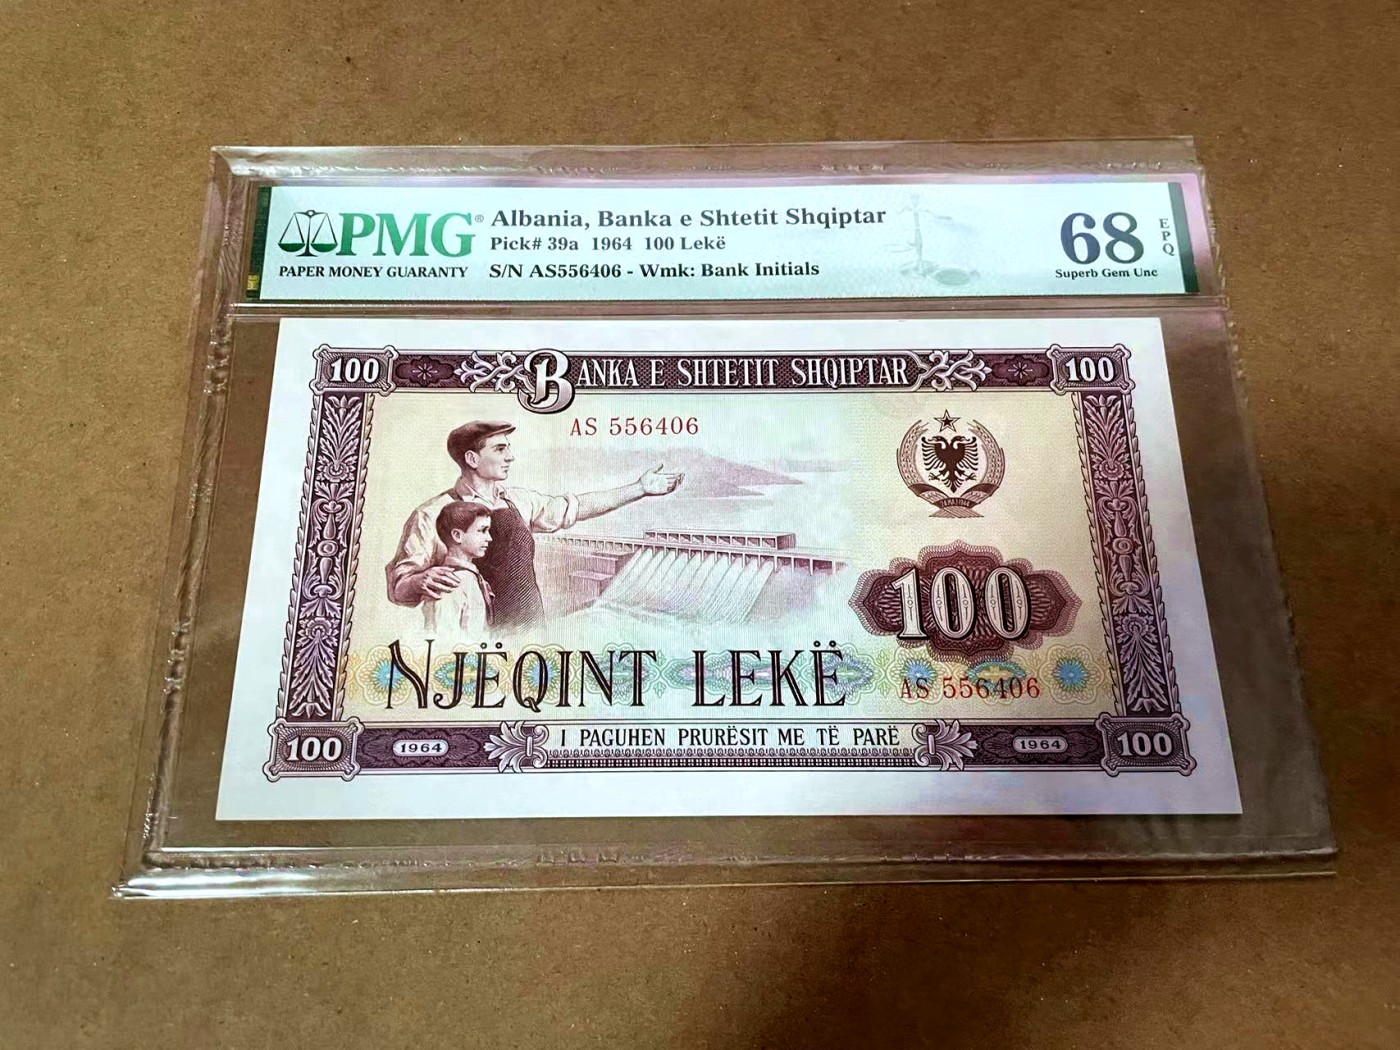 PMG®
PAPER MONEY GUARANTY
Albania, Banka e Shtetit Shqiptar
Pick# 39a 1964 100 Lekë
S/N AS556406 - Wmk: Bank Initials
68
EPQ
Superb Gem Unc
100
BANKA E SHTETIT SHQIPTAR
100
AS 556406
100
NJËQINT LEKË
AS 556406
100
1964
I PAGUHEN PRURËSIT ME TË PARË
1964
100